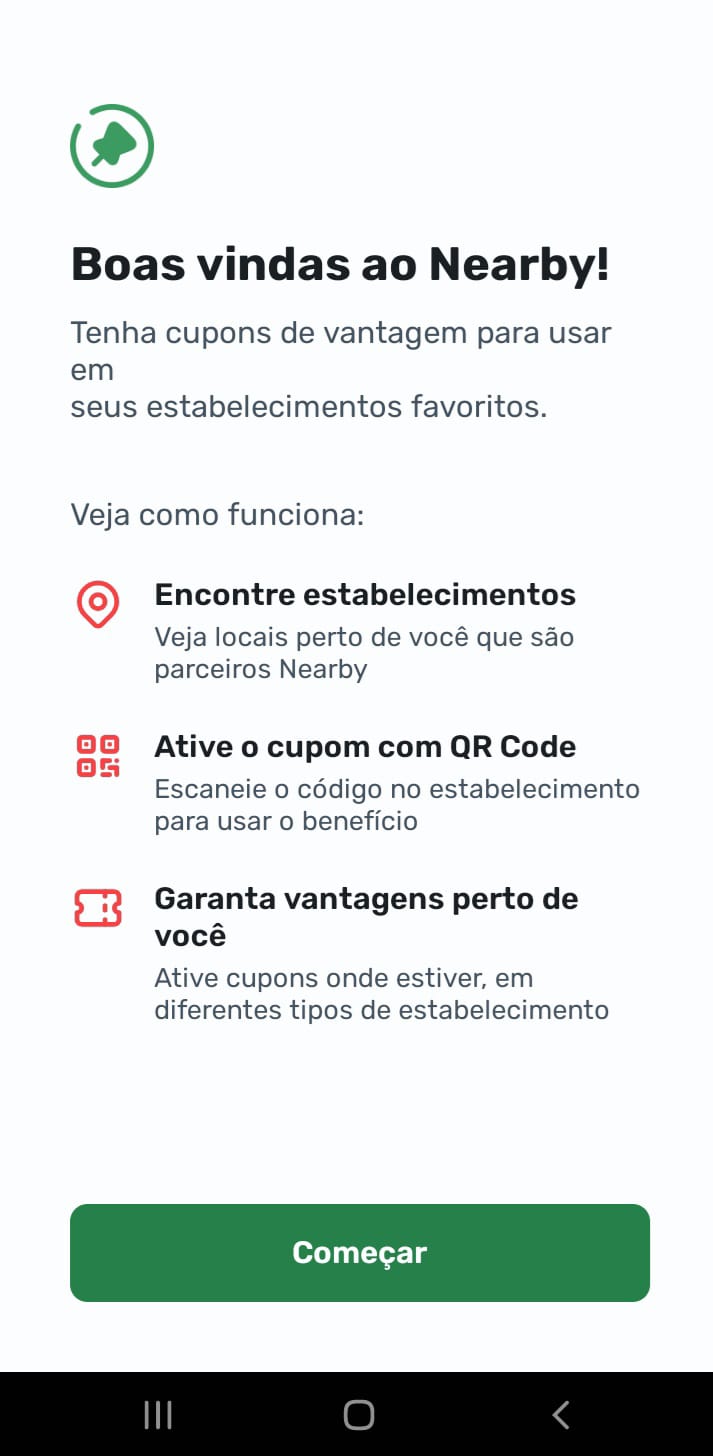 Boas vindas ao Nearby!
Tenha cupons de vantagem para usar
em
seus estabelecimentos favoritos.
Veja como funciona:
Encontre estabelecimentos
Veja locais perto de você que são
parceiros Nearby
Ative o cupom com QR Code
Escaneie o código no estabelecimento
para usar o benefício
Garanta vantagens perto de
você
Ative cupons onde estiver, em
diferentes tipos de estabelecimento
Começar